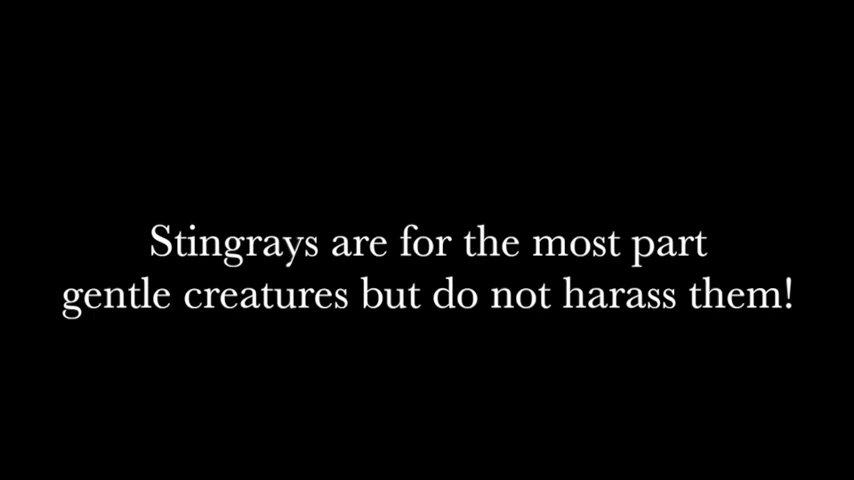 Stingrays are for the most part
gentle creatures but do not harass them!